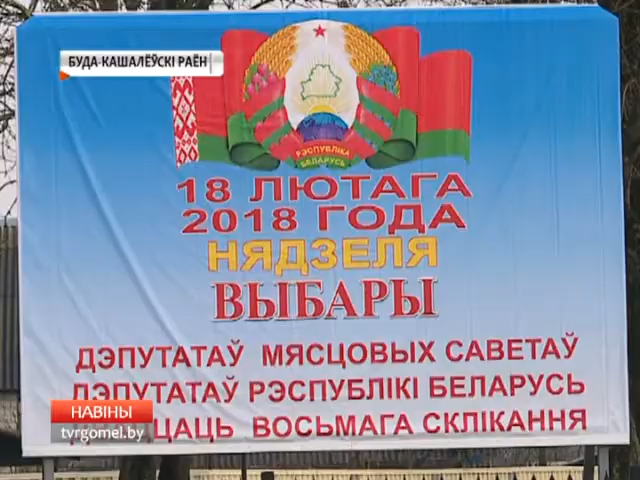 БУДА-КАШАЛЁЎСКІ РАЁН
РЭСПУБЛІКА
БЕЛАРУСЬ
18 ЛЮТАГА
2018 ГОДА
НЯДЗЕЛЯ
ВЫБАРЫ
ДЭПУТАТАЎ МЯСЦОВЫХ САВЕТАЎ
ДЭПУТАТАЎ РЭСПУБЛІКІ БЕЛАРУСЬ
ВОСЬМАГА СКЛІКАННЯ
НАВІНЫ
tvrgomel.by